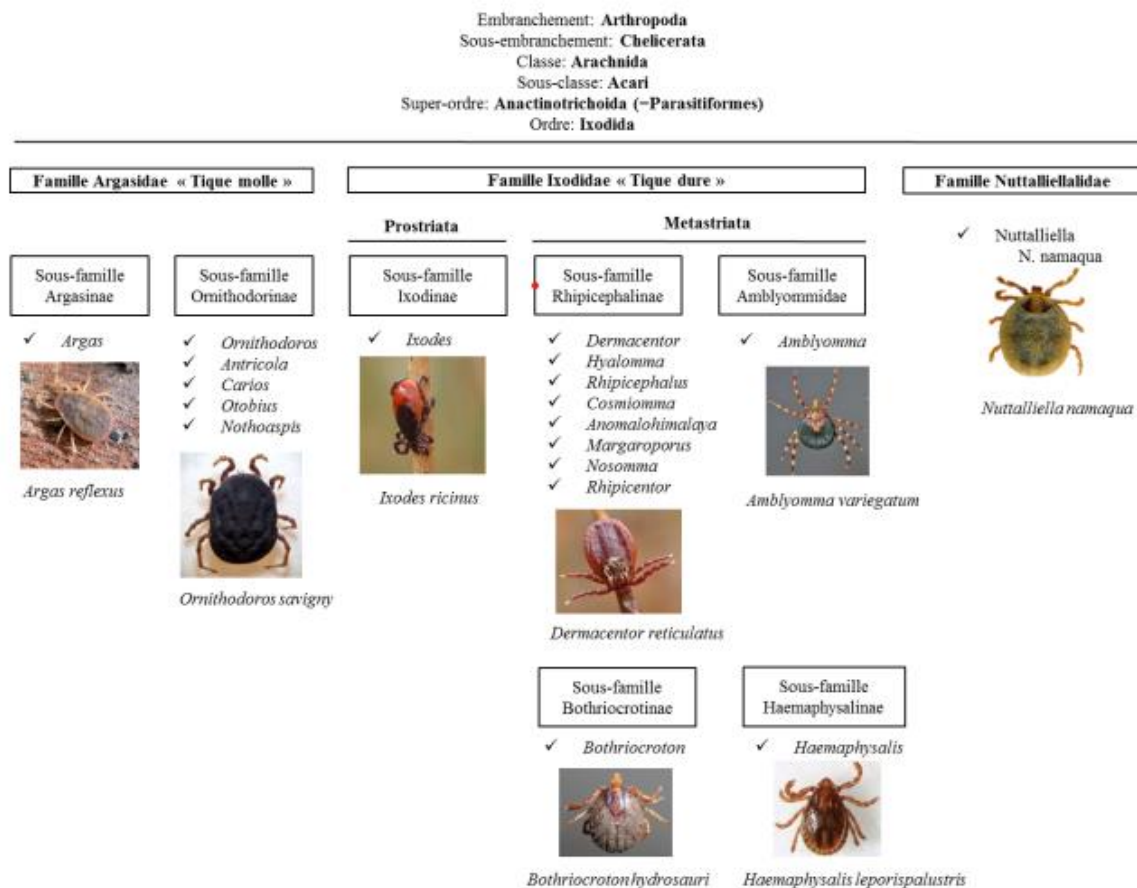 Embranchement: Arthropoda
Sous-embranchement: Chelicerata
Classe: Arachnida
Sous-classe: Acari
Super-ordre: Anactinotrichoida (=Parasitiformes)
Ordre: Ixodida
Famille Argasidae « Tique molle »
Famille Ixodidae « Tique dure »
Famille Nuttalliellalidae
Prostriata
Metastriata
✓ Nuttalliella
N. namaqua
Nuttalliella namaqua
Sous-famille
Argasinae
✓ Argas
Argas reflexus
Sous-famille
Ornithodorinae
✓ Ornithodoros
✓ Antricola
✓ Carios
✓ Otobius
✓ Nothoaspis
Ornithodoros savigny
Sous-famille
Ixodinae
✓ Ixodes
Ixodes ricinus
Sous-famille
Rhipicephalinae
✓ Dermacentor
✓ Hyalomma
✓ Rhipicephalus
✓ Cosmiomma
✓ Anomalohimalaya
✓ Margaroporus
✓ Nosomma
✓ Rhipicentor
Dermacentor reticulatus
Sous-famille
Amblyommidae
✓ Amblyomma
Amblyomma variegatum
Sous-famille
Bothriocrotinae
✓ Bothriocroton
Bothriocroton hydrosauri
Sous-famille
Haemaphysalinae
✓ Haemaphysalis
Haemaphysalis leporispalustris